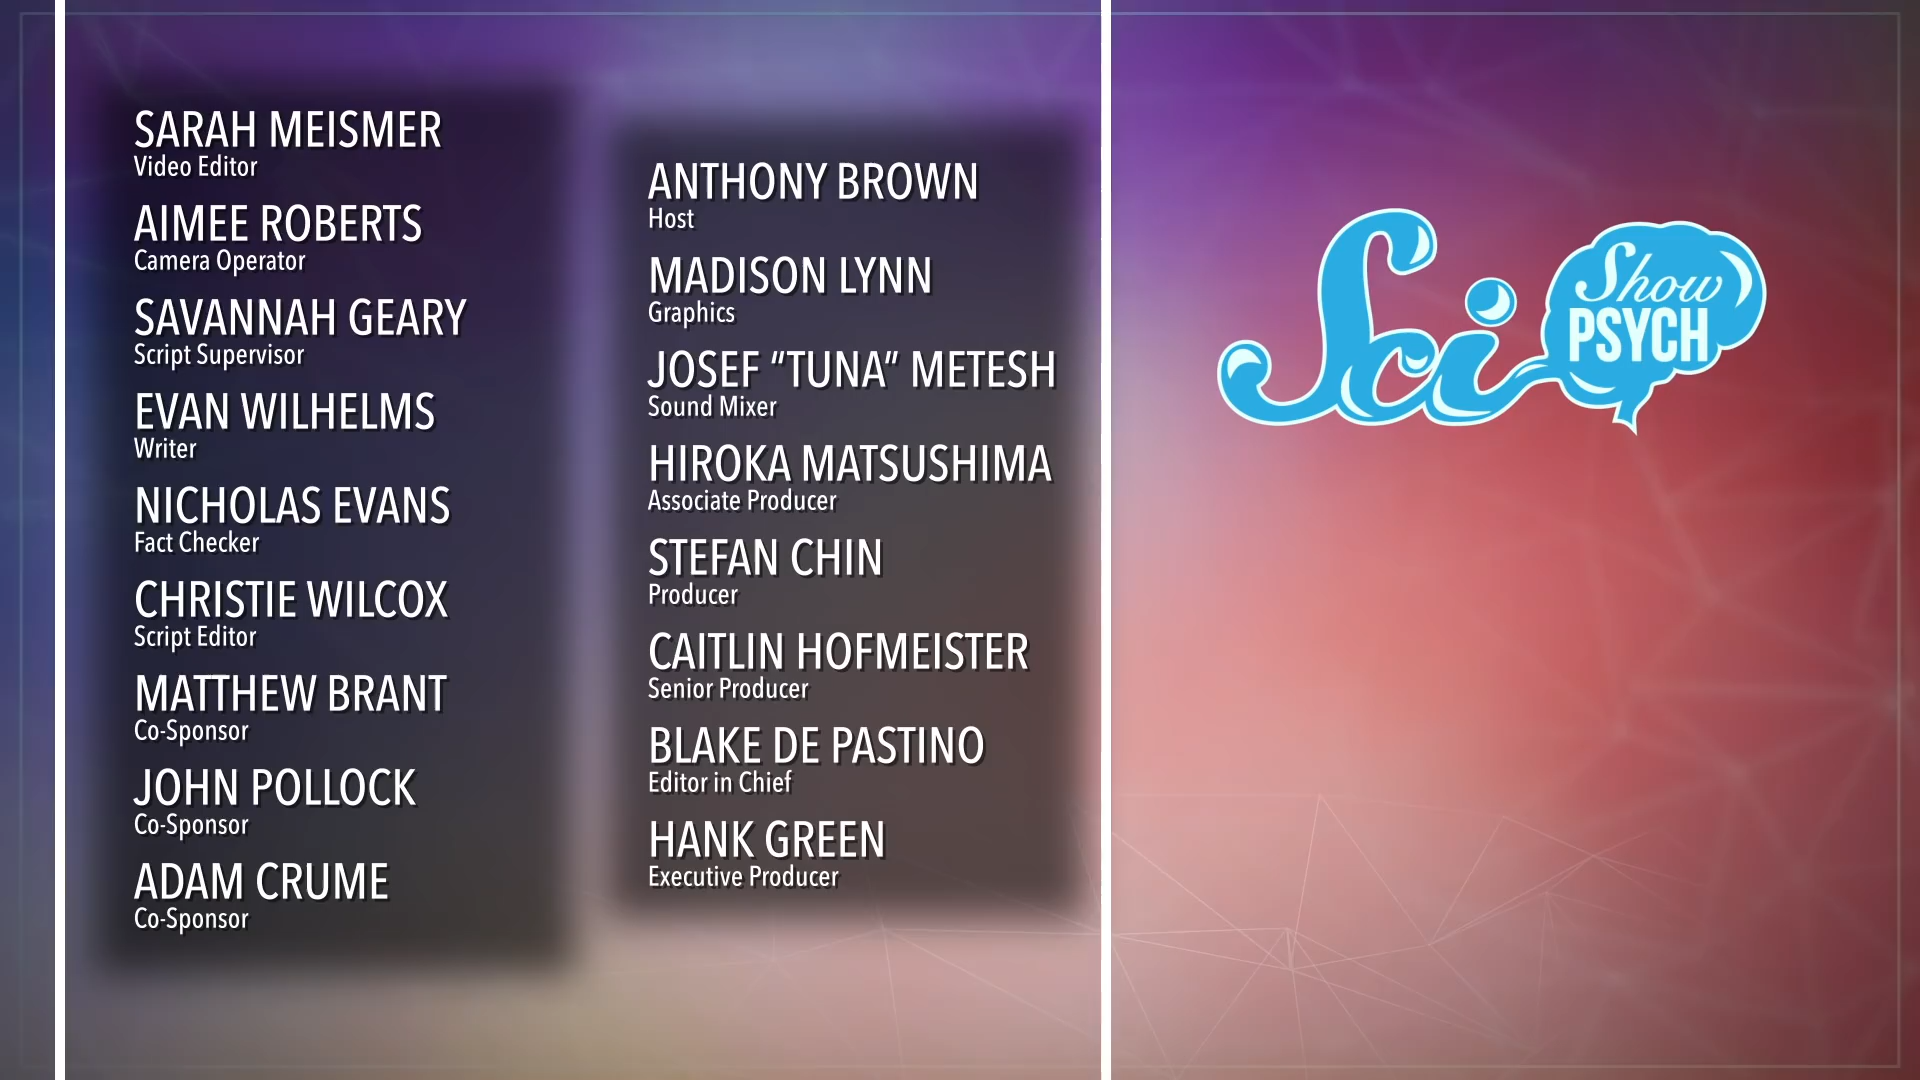 SARAH MEISMER
Video Editor
AIMEE ROBERTS
Camera Operator
SAVANNAH GEARY
Script Supervisor
EVAN WILHELMS
Writer
NICHOLAS EVANS
Fact Checker
CHRISTIE WILCOX
Script Editor
MATTHEW BRANT
Co-Sponsor
JOHN POLLOCK
Co-Sponsor
ADAM CRUME
Co-Sponsor
ANTHONY BROWN
Host
MADISON LYNN
Graphics
JOSEF “TUNA” METESH
Sound Mixer
HIROKA MATSUSHIMA
Associate Producer
STEFAN CHIN
Producer
CAITLIN HOFMEISTER
Senior Producer
BLAKE DE PASTINO
Editor in Chief
HANK GREEN
Executive Producer
Sci
Show
PSYCH